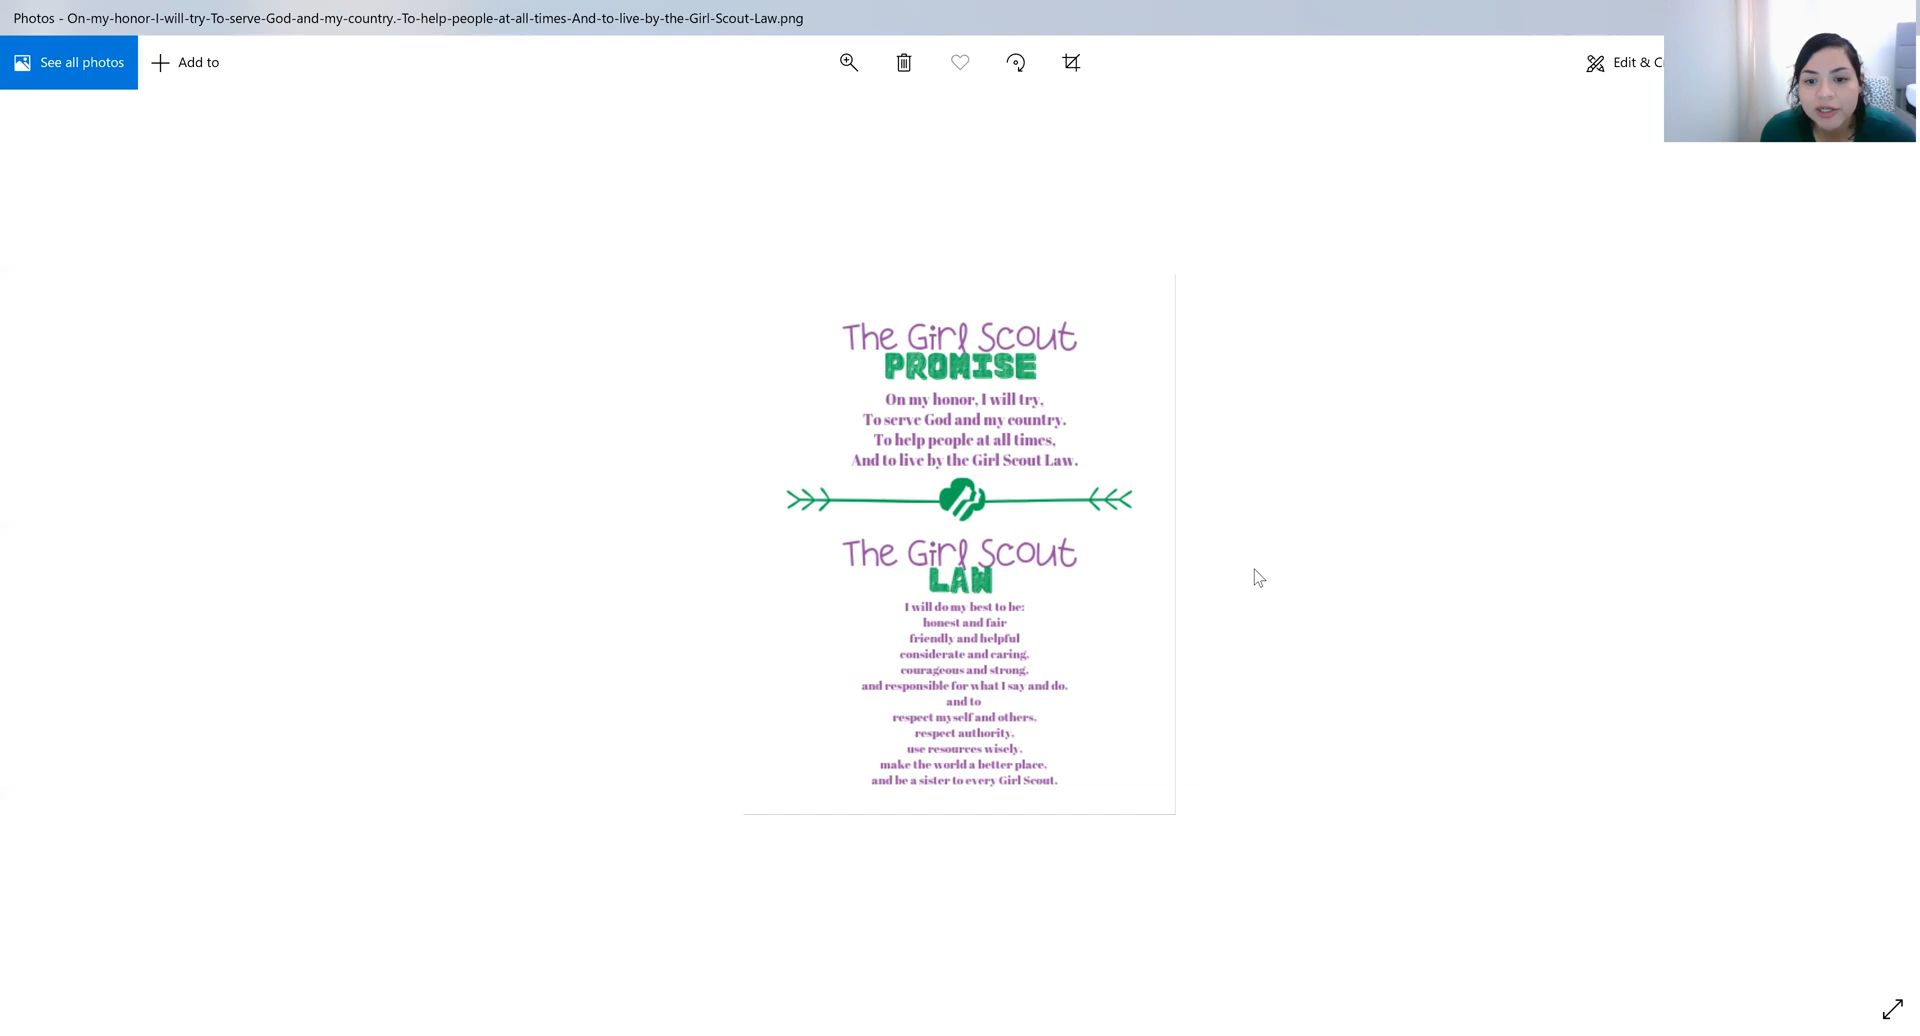 Photos - On-my-honor-I-will-try-To-serve-God-and-my-country.-To-help-people-at-all-times-And-to-live-by-the-Girl-Scout-Law.png
See all photos
Add to
Edit & C
The Girl Scout
PROMISE
On my honor, I will try,
To serve God and my country.
To help people at all times,
And to live by the Girl Scout Law.
The Girl Scout
LAW
I will do my best to be:
honest and fair
friendly and helpful
considerate and caring,
courageous and strong,
and responsible for what I say and do,
and to
respect myself and others,
respect authority,
use resources wisely,
make the world a better place,
and be a sister to every Girl Scout.